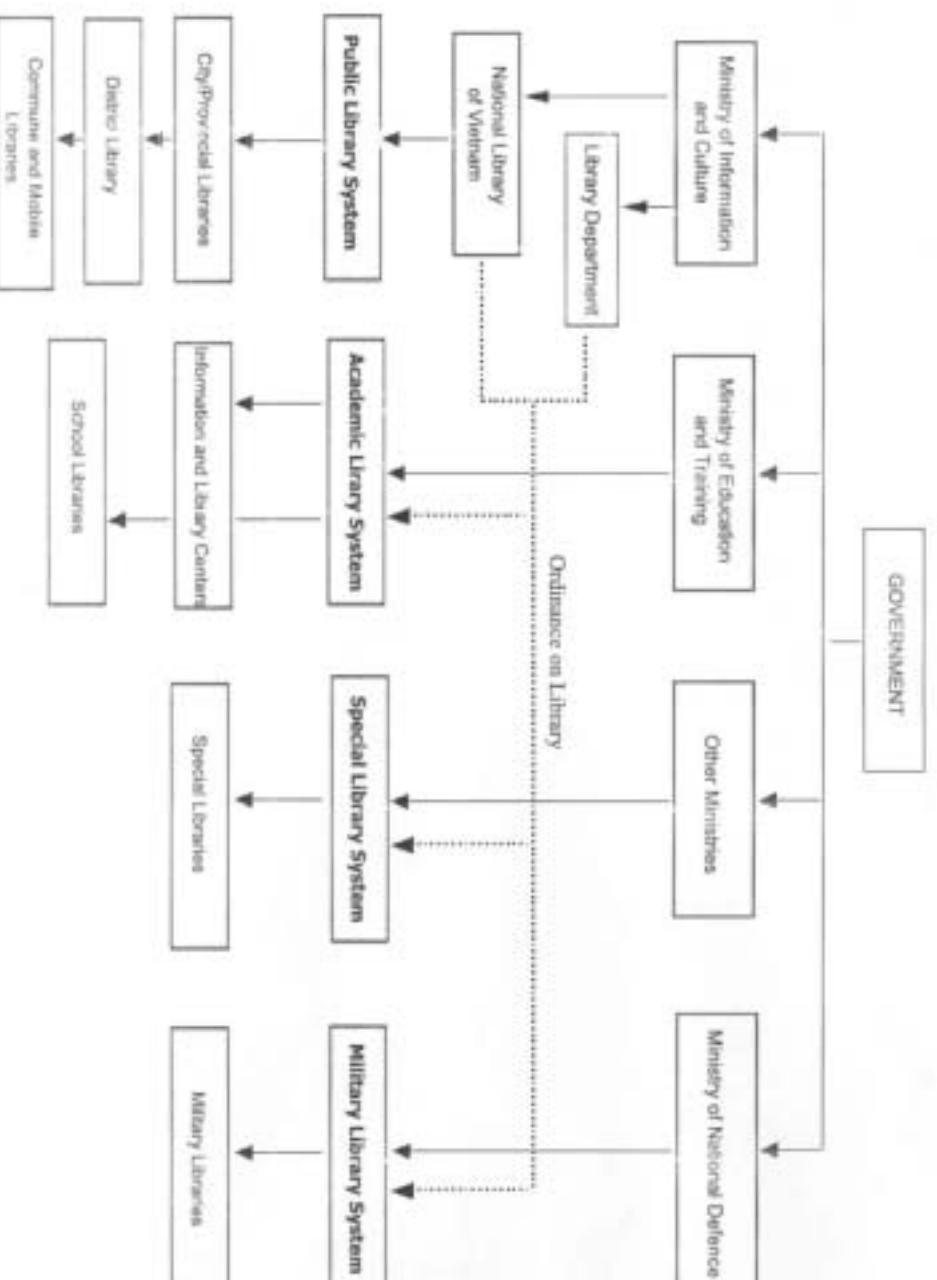 GOVERNMENT
Ministry of Information
and Culture
Ministry of Education
and Training
Other Ministries
Ministry of National Defence
Library Department
National Library
of Vietnam
Ordinance on Library
Public Library System
Academic Lirary System
Special Library System
Military Library System
City/Provincial Libraries
Information and Library Centers
Special Libraries
Military Libraries
District Library
School Libraries
Commune and Mobile
Libraries